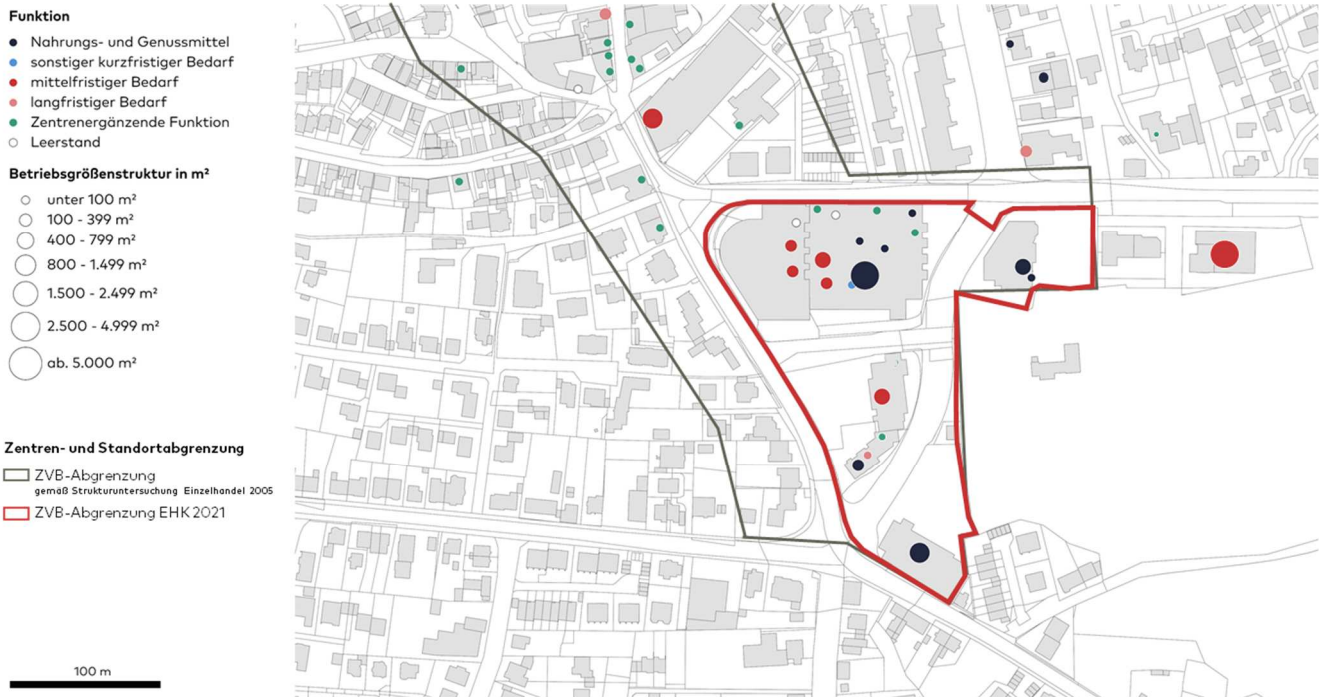 Funktion
Nahrungs- und Genussmittel
sonstiger kurzfristiger Bedarf
mittelfristiger Bedarf
langfristiger Bedarf
Zentrenergänzende Funktion
Leerstand
Betriebsgrößenstruktur in m²
unter 100 m²
100 - 399 m²
400 - 799 m²
800 - 1.499 m²
1.500 - 2.499 m²
2.500 - 4.999 m²
ab. 5.000 m²
Zentren- und Standortabgrenzung
ZVB-Abgrenzung
gemäß Strukturuntersuchung Einzelhandel 2005
ZVB-Abgrenzung EHK 2021
100 m